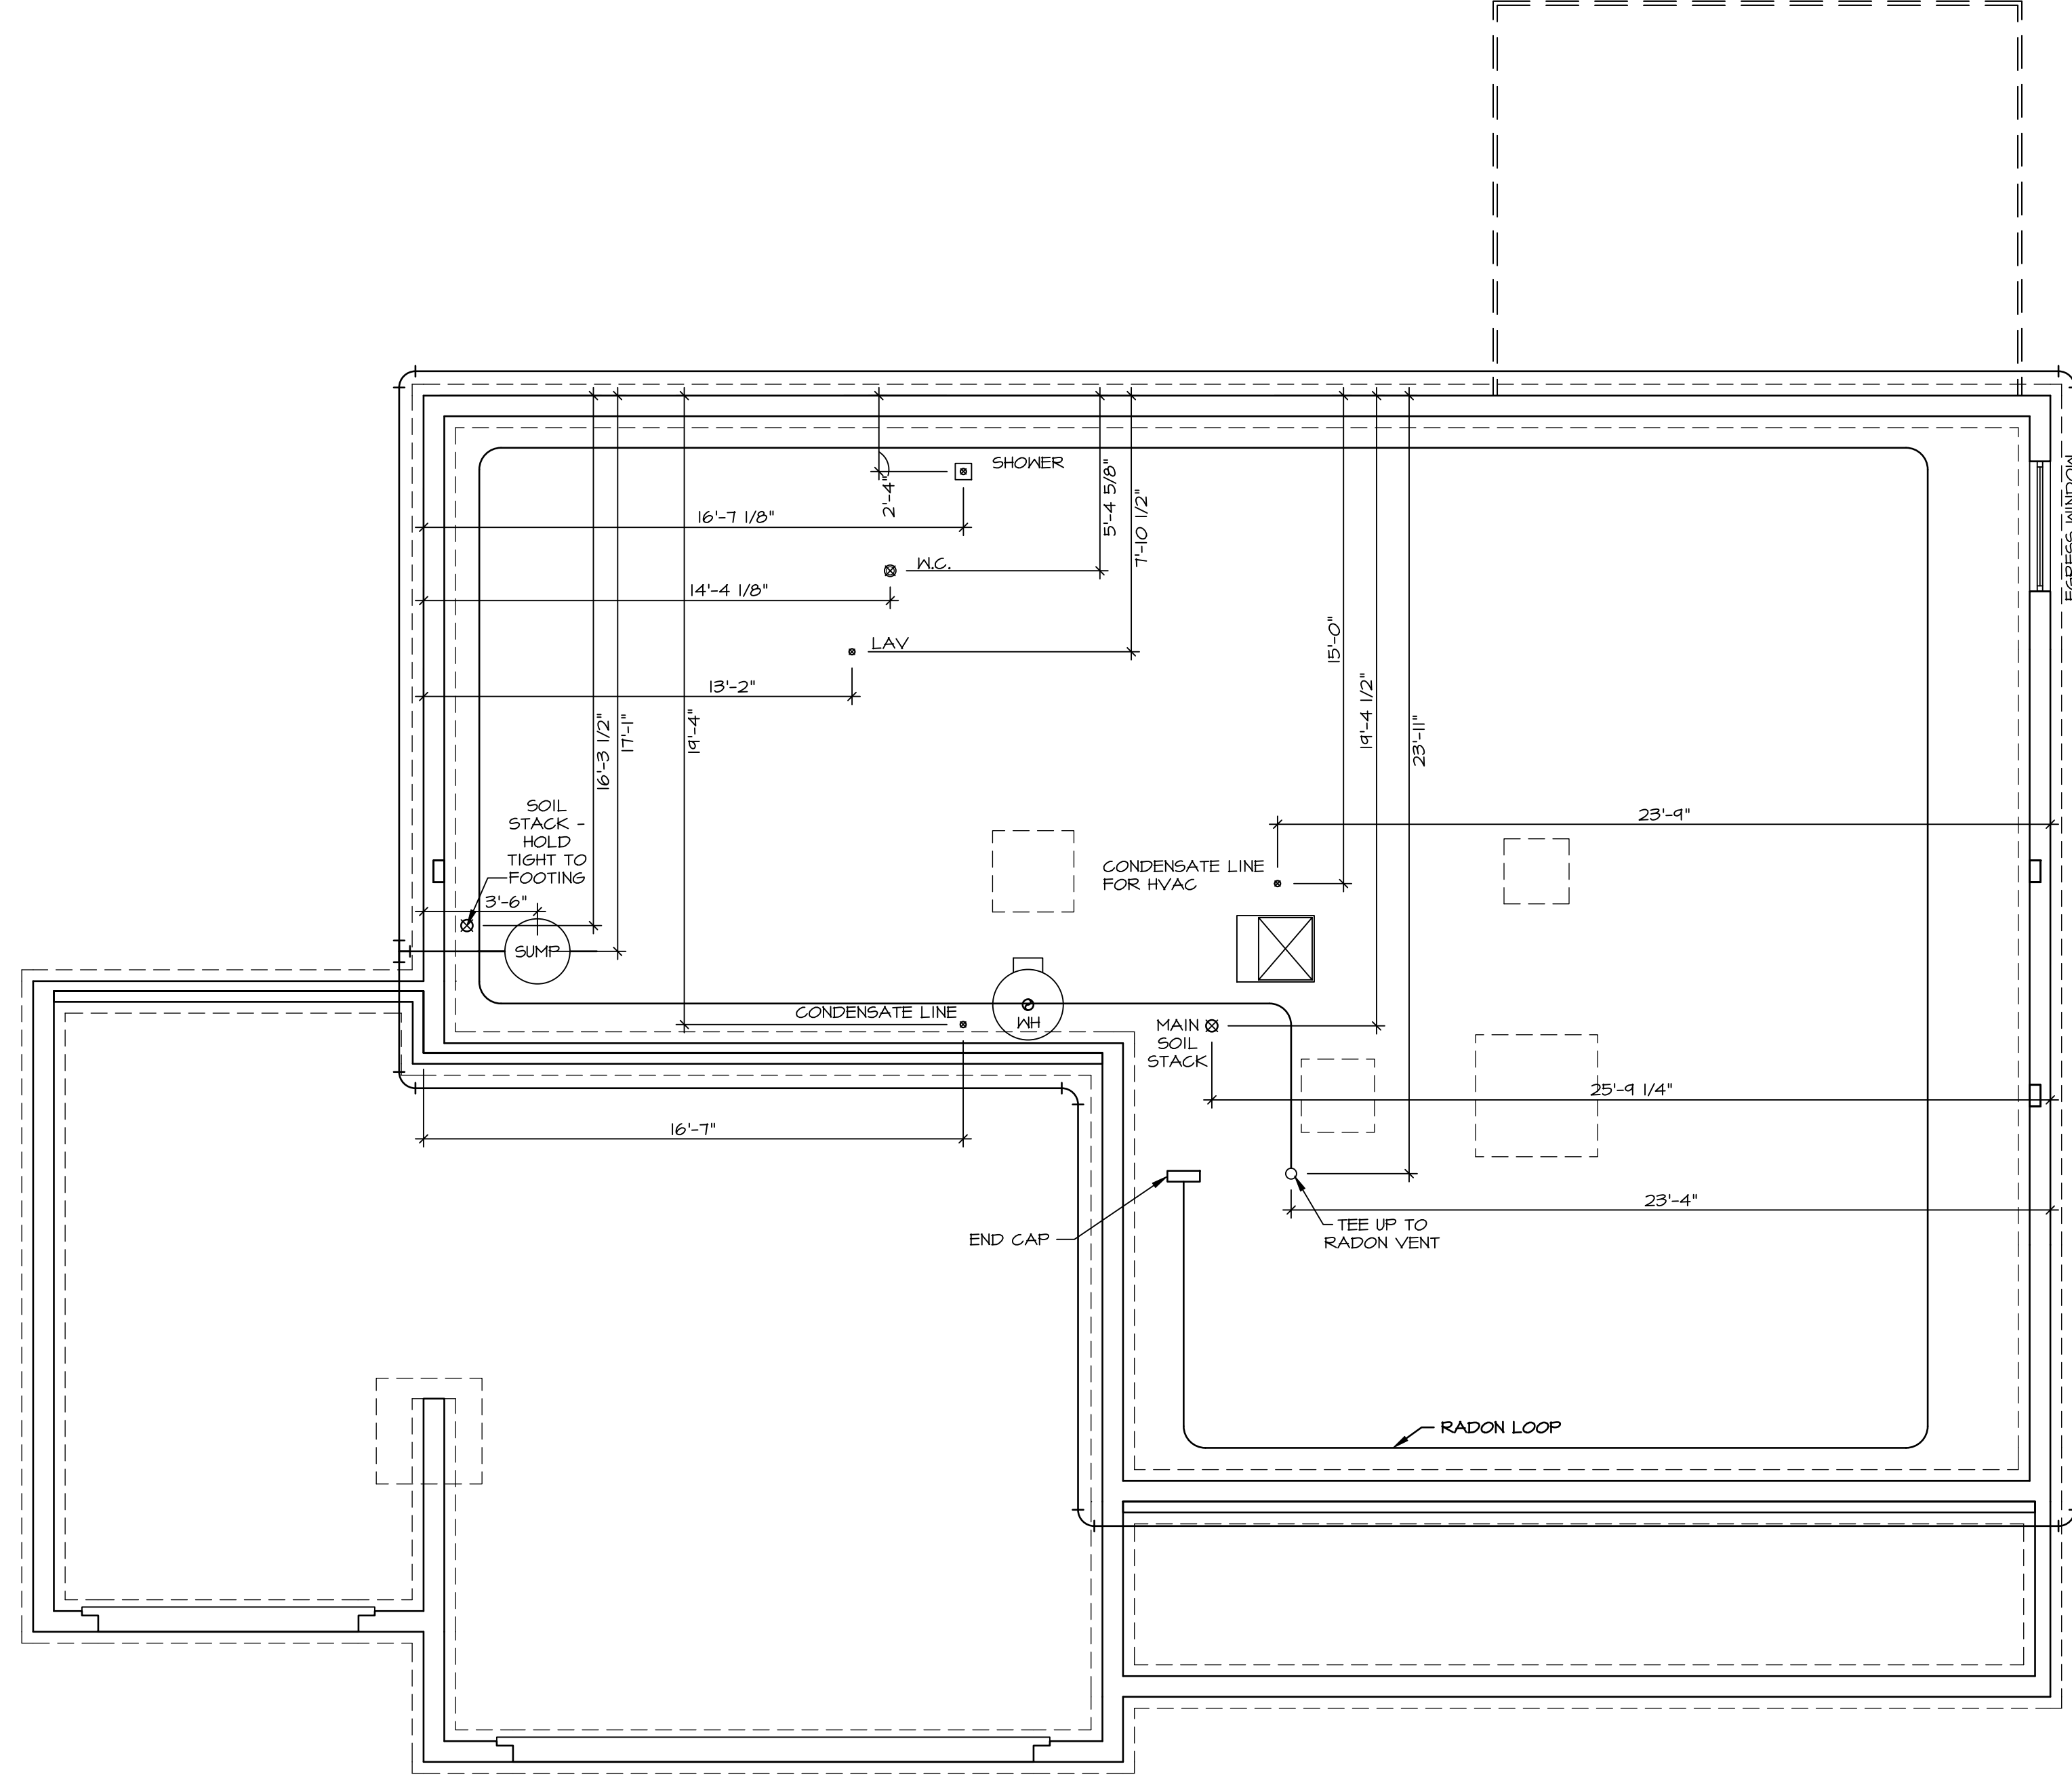 SHOWER
2'-4"
5'-4 5/8"
7'-10 1/2"
16'-7 1/8"
W.C.
14'-4 1/8"
LAV
13'-2"
EGRESS WINDOW
15'-0"
19'-4 1/2"
23'-11"
16'-3 1/2"
17'-1"
19'-4"
SOIL
STACK -
HOLD
TIGHT TO
FOOTING
3'-6"
SUMP
23'-9"
CONDENSATE LINE
FOR HVAC
CONDENSATE LINE
WH
MAIN
SOIL
STACK
25'-9 1/4"
16'-7"
23'-4"
END CAP
TEE UP TO
RADON VENT
RADON LOOP